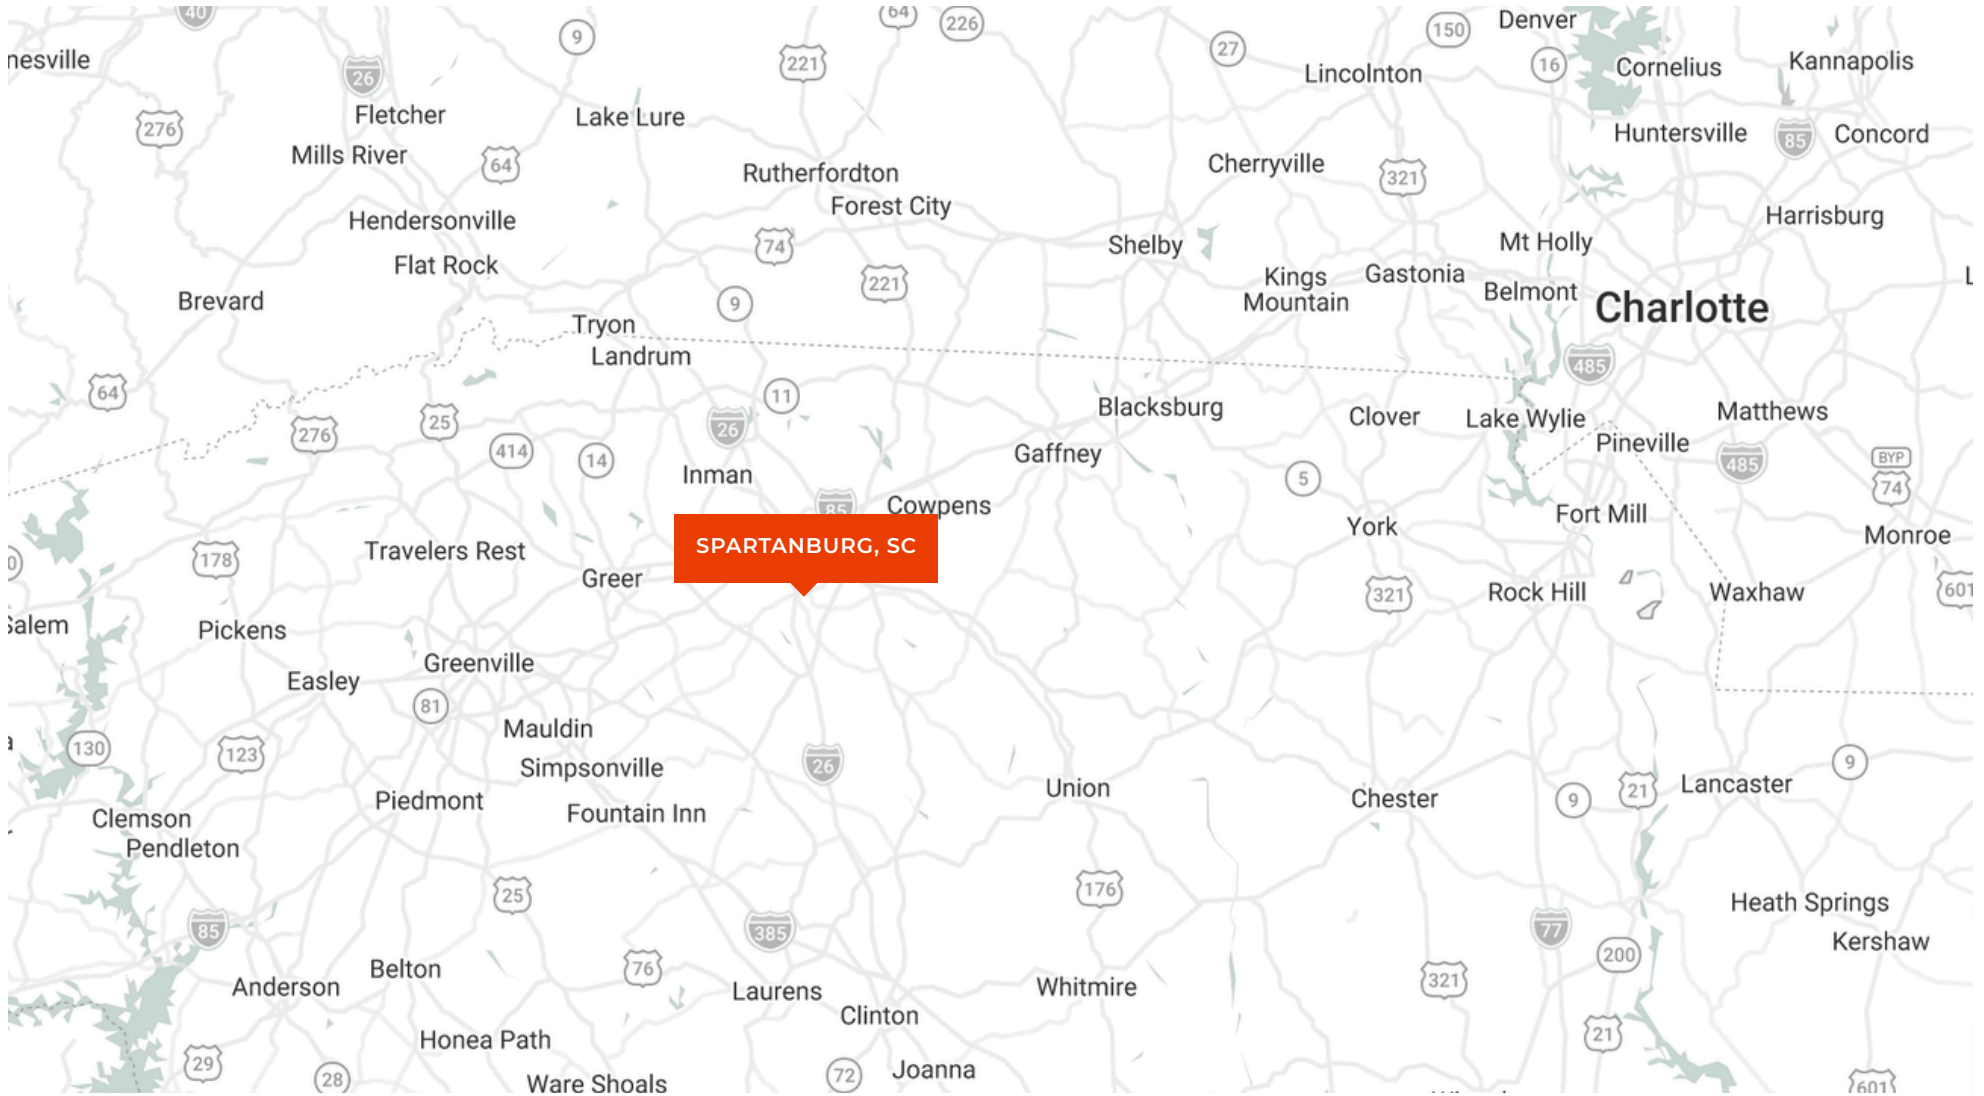 40
64
226
Denver
9
150
nesville
26
221
27
Lincolnton
16
Cornelius
Kannapolis
Fletcher
Lake Lure
276
Huntersville
85
Concord
Mills River
64
Rutherfordton
Cherryville
321
Forest City
Hendersonville
Harrisburg
74
Shelby
Mt Holly
Flat Rock
221
Kings
Mountain
Gastonia
Belmont
Brevard
9
Charlotte
Tryon
Landrum
485
64
11
276
25
26
Blacksburg
Clover
Lake Wylie
Matthews
414
14
Gaffney
Pineville
485
BYP
74
Inman
5
85
Cowpens
York
Fort Mill
Monroe
SPARTANBURG, SC
178
Travelers Rest
Greer
321
Rock Hill
Waxhaw
601
Salem
Pickens
Greenville
Easley
81
Mauldin
130
123
Simpsonville
26
Union
Chester
9
21
Lancaster
9
Piedmont
Fountain Inn
Clemson
Pendleton
25
176
Heath Springs
85
385
77
Kershaw
Belton
76
200
Anderson
Laurens
Whitmire
321
Clinton
Honea Path
21
29
28
Ware Shoals
72
Joanna
601